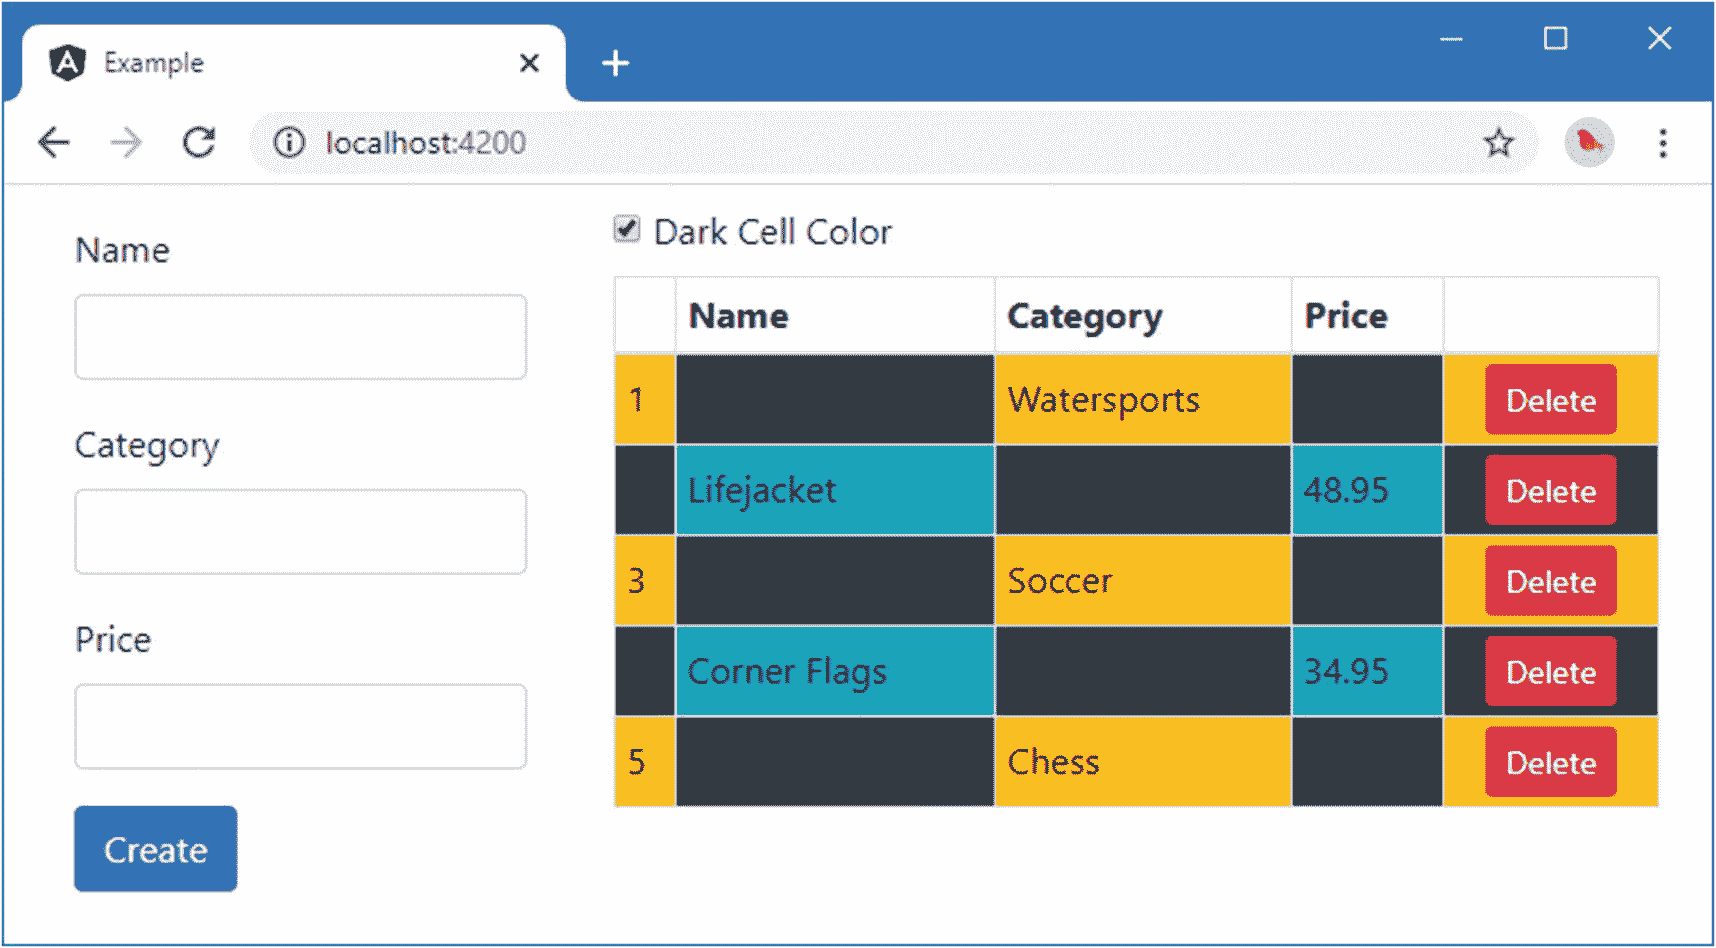 Example
localhost:4200
Name
Category
Price
Create
Dark Cell Color
Name Category Price
1 Watersports Delete
Lifejacket 48.95 Delete
3 Soccer Delete
Corner Flags 34.95 Delete
5 Chess Delete